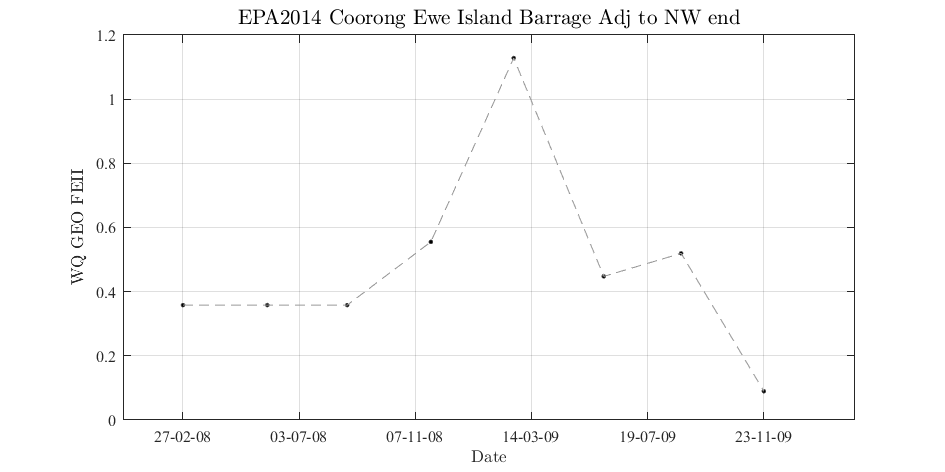 EPA2014 Coorong Ewe Island Barrage Adj to NW end
1.2
1
0.8
0.6
0.4
0.2
0
WQ GEO FEII
27-02-08 03-07-08 07-11-08 14-03-09 19-07-09 23-11-09
Date